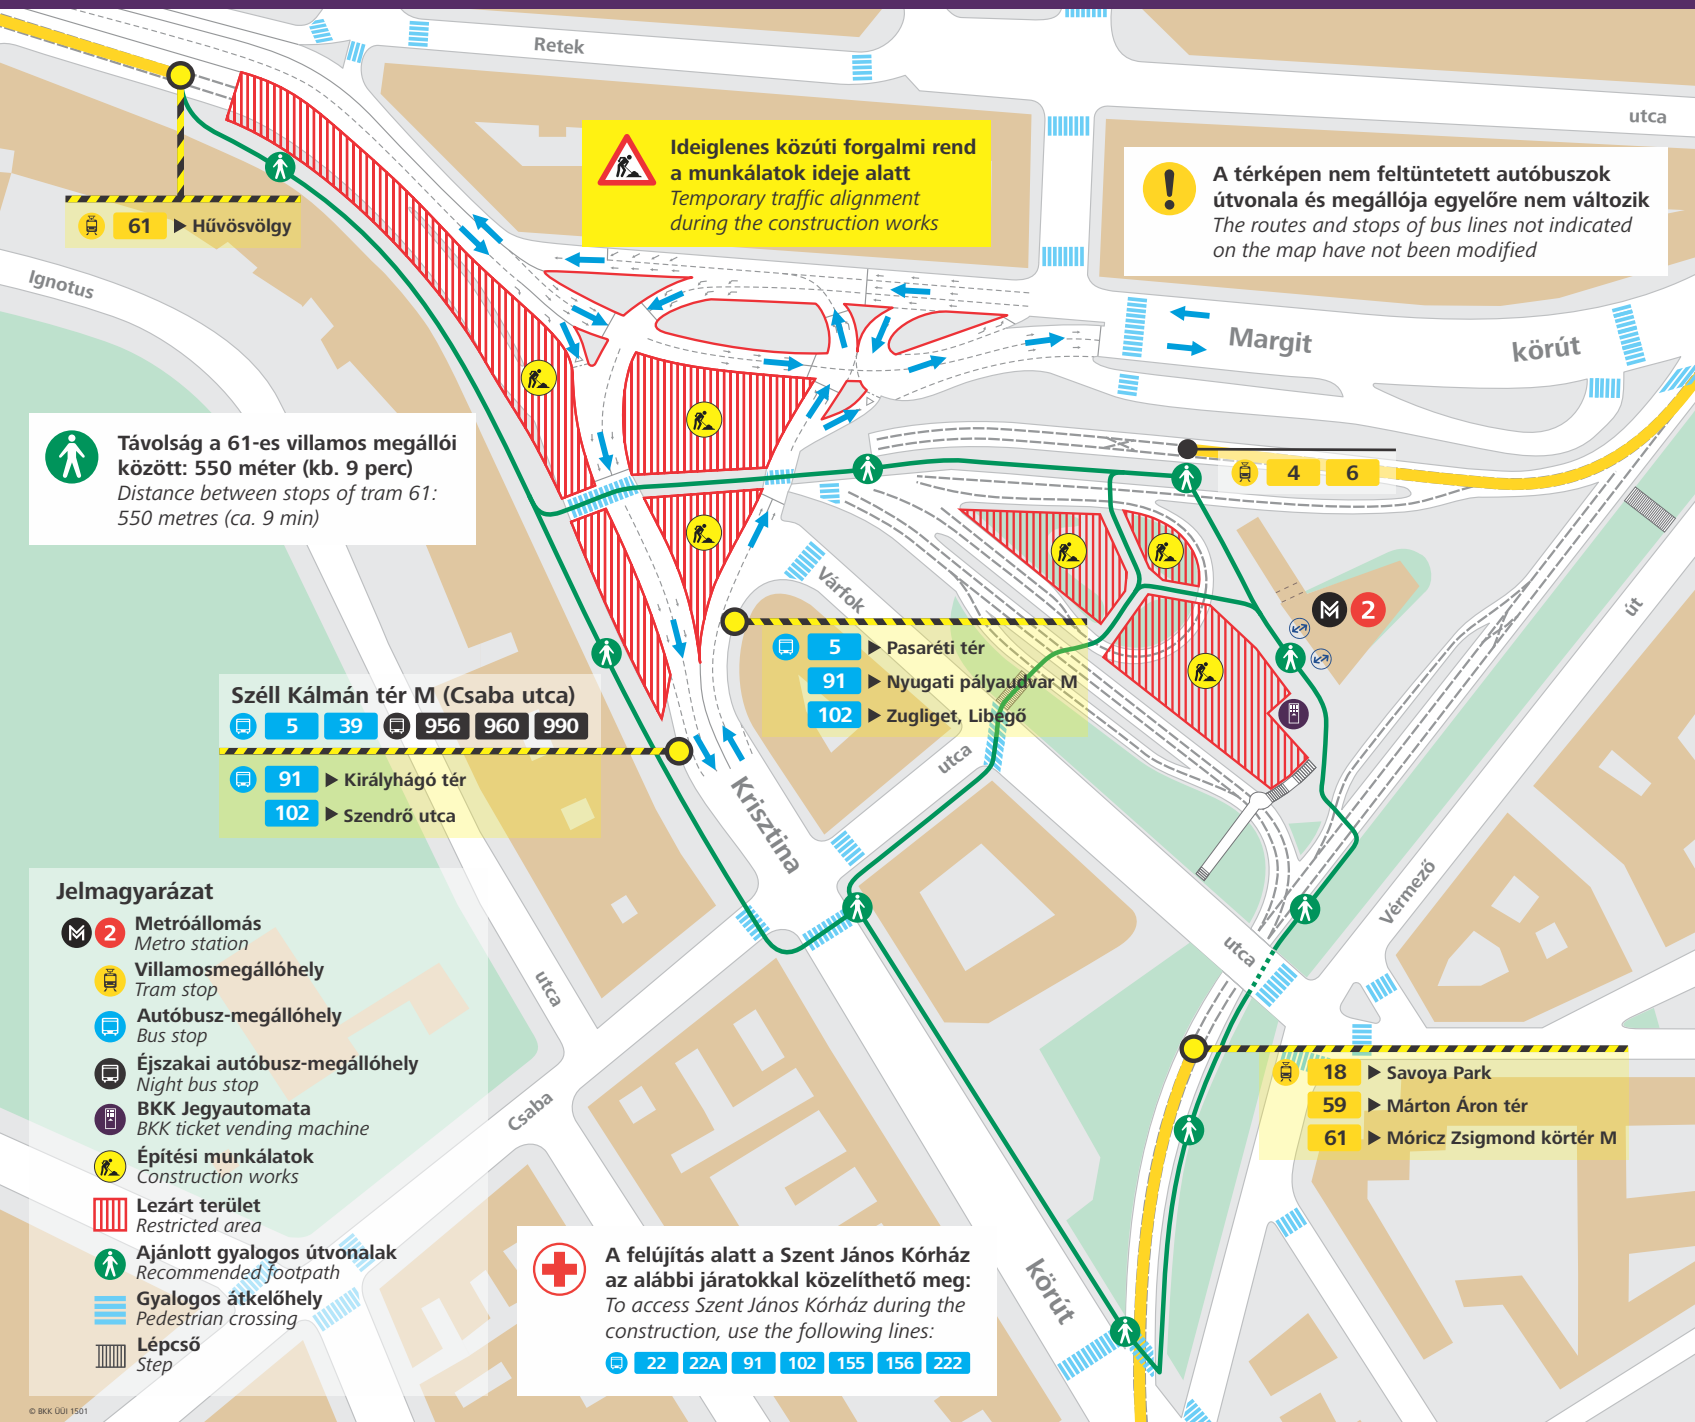 Retek
utca
Ideiglenes közúti forgalmi rend
a munkálatok ideje alatt
Temporary traffic alignment
during the construction works
A térképen nem feltüntetett autóbuszok
útvonala és megállója egyelőre nem változik
The routes and stops of bus lines not indicated
on the map have not been modified
!
61 Hűvösvölgy
Ignotus
Margit
körút
Távolság a 61-es villamos megállói
között: 550 méter (kb. 9 perc)
Distance between stops of tram 61:
550 metres (ca. 9 min)
4 6
Várfok
M 2
út
5 Pasaréti tér
91 Nyugati pályaudvar M
102 Zugliget, Libegő
Széll Kálmán tér M (Csaba utca)
5 39 956 960 990
91 Királyhágó tér
102 Szendrő utca
utca
Krisztina
Vérmező
utca
utca
Csaba
18 Savoya Park
59 Márton Áron tér
61 Móricz Zsigmond körtér M
körút
Jelmagyarázat
M 2 Metróállomás
Metro station
Villamosmegállóhely
Tram stop
Autóbusz-megállóhely
Bus stop
Éjszakai autóbusz-megállóhely
Night bus stop
BKK Jegyautomata
BKK ticket vending machine
Építési munkálatok
Construction works
Lezárt terület
Restricted area
Ajánlott gyalogos útvonalak
Recommended footpath
Gyalogos átkelőhely
Pedestrian crossing
Lépcső
Step
A felújítás alatt a Szent János Kórház
az alábbi járatokkal közelíthető meg:
To access Szent János Kórház during the
construction, use the following lines:
22 22A 91 102 155 156 222
© BKK ÜÜI 1501